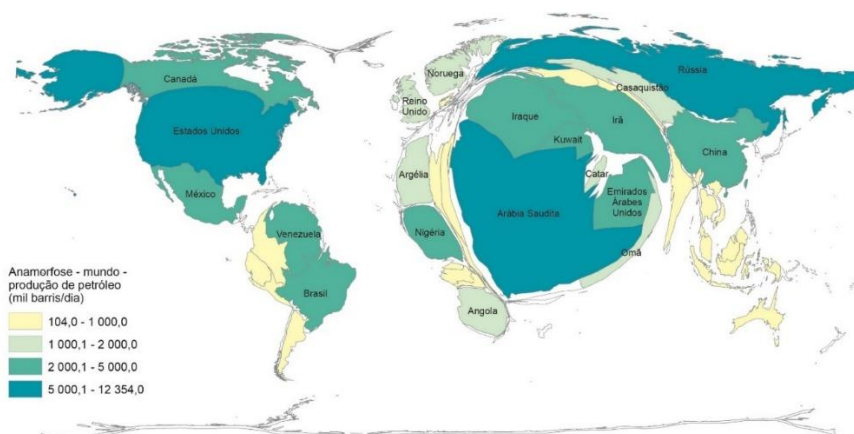 Canadá
Estados Unidos
México
Venezuela
Brasil
Noruega
Reino
Unido
Argélia
Nigéria
Angola
Rússia
Casaquistão
Iraque
Kuwait
Irã
Catar
Emirados
Árabes
Unidos
Arábia Saudita
Omã
China
Anamorfose - mundo -
produção de petróleo
(mil barris/dia)
104,0 - 1 000,0
1 000,1 - 2 000,0
2 000,1 - 5 000,0
5 000,1 - 12 354,0